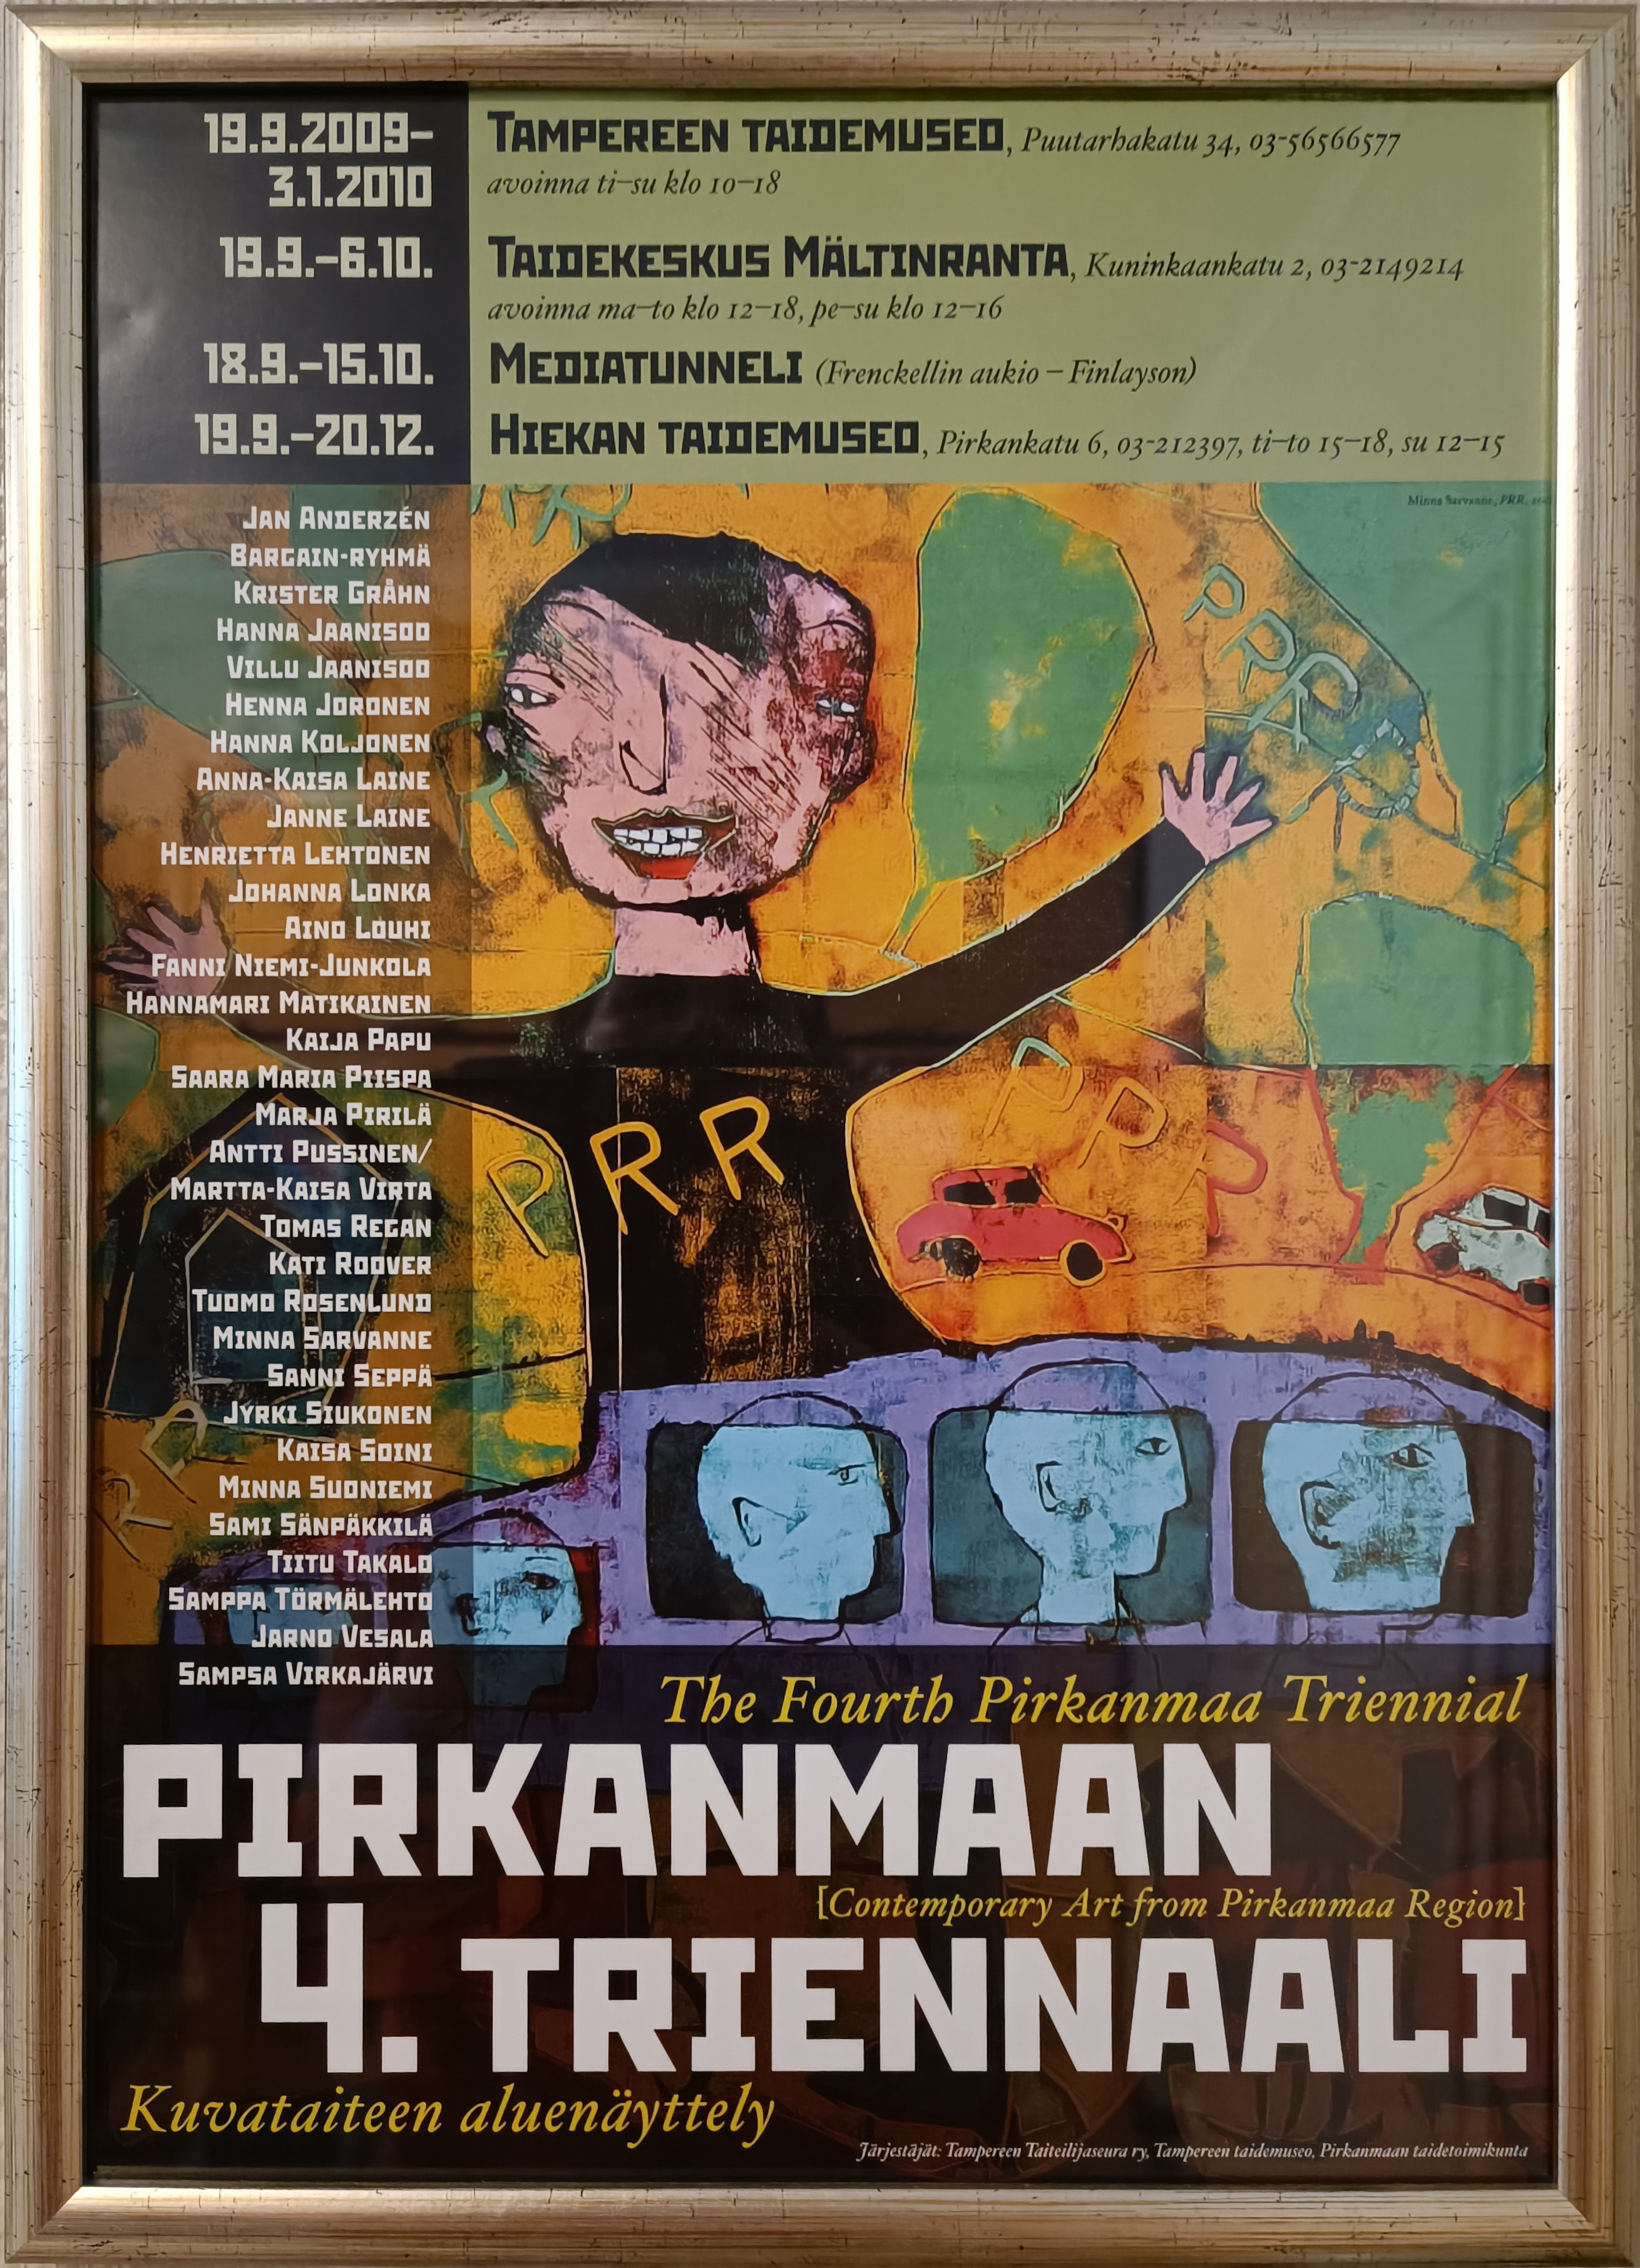 19.9.2009–
3.1.2010
TAMPEREEN TAIDEMUSEO, Puutarhakatu 34, 03-56566577
avoinna ti–su klo 10–18
19.9.–6.10.
TAIDEKESKUS MÄLTINRANTA, Kuninkaankatu 2, 03-2149214
avoinna ma–to klo 12–18, pe–su klo 12–16
18.9.–15.10.
MEDIATUNNELI (Frenckellin aukio – Finlayson)
19.9.–20.12.
HIEKAN TAIDEMUSEO, Pirkankatu 6, 03-212397, ti–to 15–18, su 12–15
Minna Sarvanne, PRR,
JAN ANDERZÉN
BARGAIN-RYHMÄ
KRISTER GRÅHN
HANNA JAANISOO
VILLU JAANISOO
HENNA JORONEN
HANNA KOLJONEN
ANNA-KAISA LAINE
JANNE LAINE
HENRIETTA LEHTONEN
JOHANNA LONKA
AINO LOUHI
FANNI NIEMI-JUNKOLA
HANNAMARI MATIKAINEN
KAIJA PAPU
SAARA MARIA PIISPA
MARJA PIRILÄ
ANTTI PUSSINEN/
MARTTA-KAISA VIRTA
TOMAS REGAN
KATI ROOVER
TUOMO ROSENLUND
MINNA SARVANNE
SANNI SEPPÄ
JYRKI SIUKONEN
KAISA SOINI
MINNA SUONIEMI
SAMI SÄNPÄKKILÄ
TIITU TAKALO
SAMPPA TÖRMÄLEHTO
JARNO VESALA
SAMPSA VIRKAJÄRVI
PRR
PRR
PRR
The Fourth Pirkanmaa Triennial
PIRKANMAAN
[Contemporary Art from Pirkanmaa Region]
4. TRIENNAALI
Kuvataiteen aluenäyttely
Järjestäjät: Tampereen Taiteilijaseura ry, Tampereen taidemuseo, Pirkanmaan taidetoimikunta